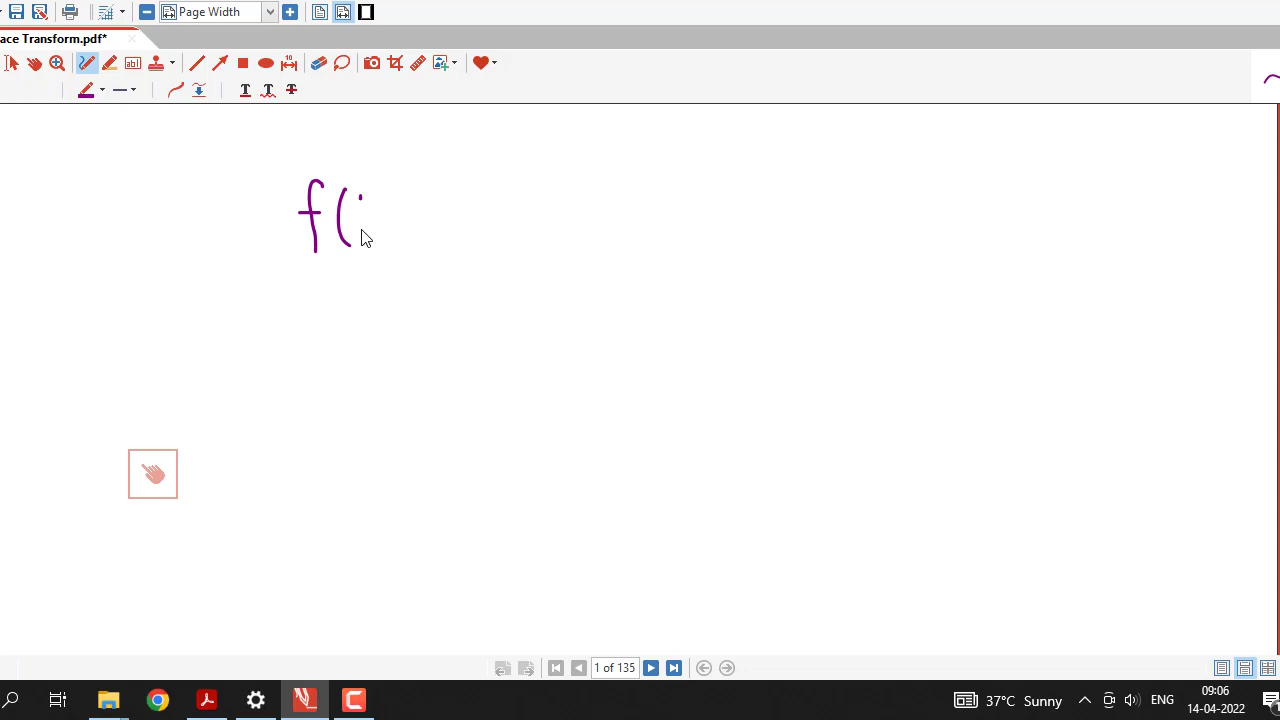 Page Width
ace Transform.pdf*
f(
1 of 135
37°C Sunny
ENG
09:06
14-04-2022